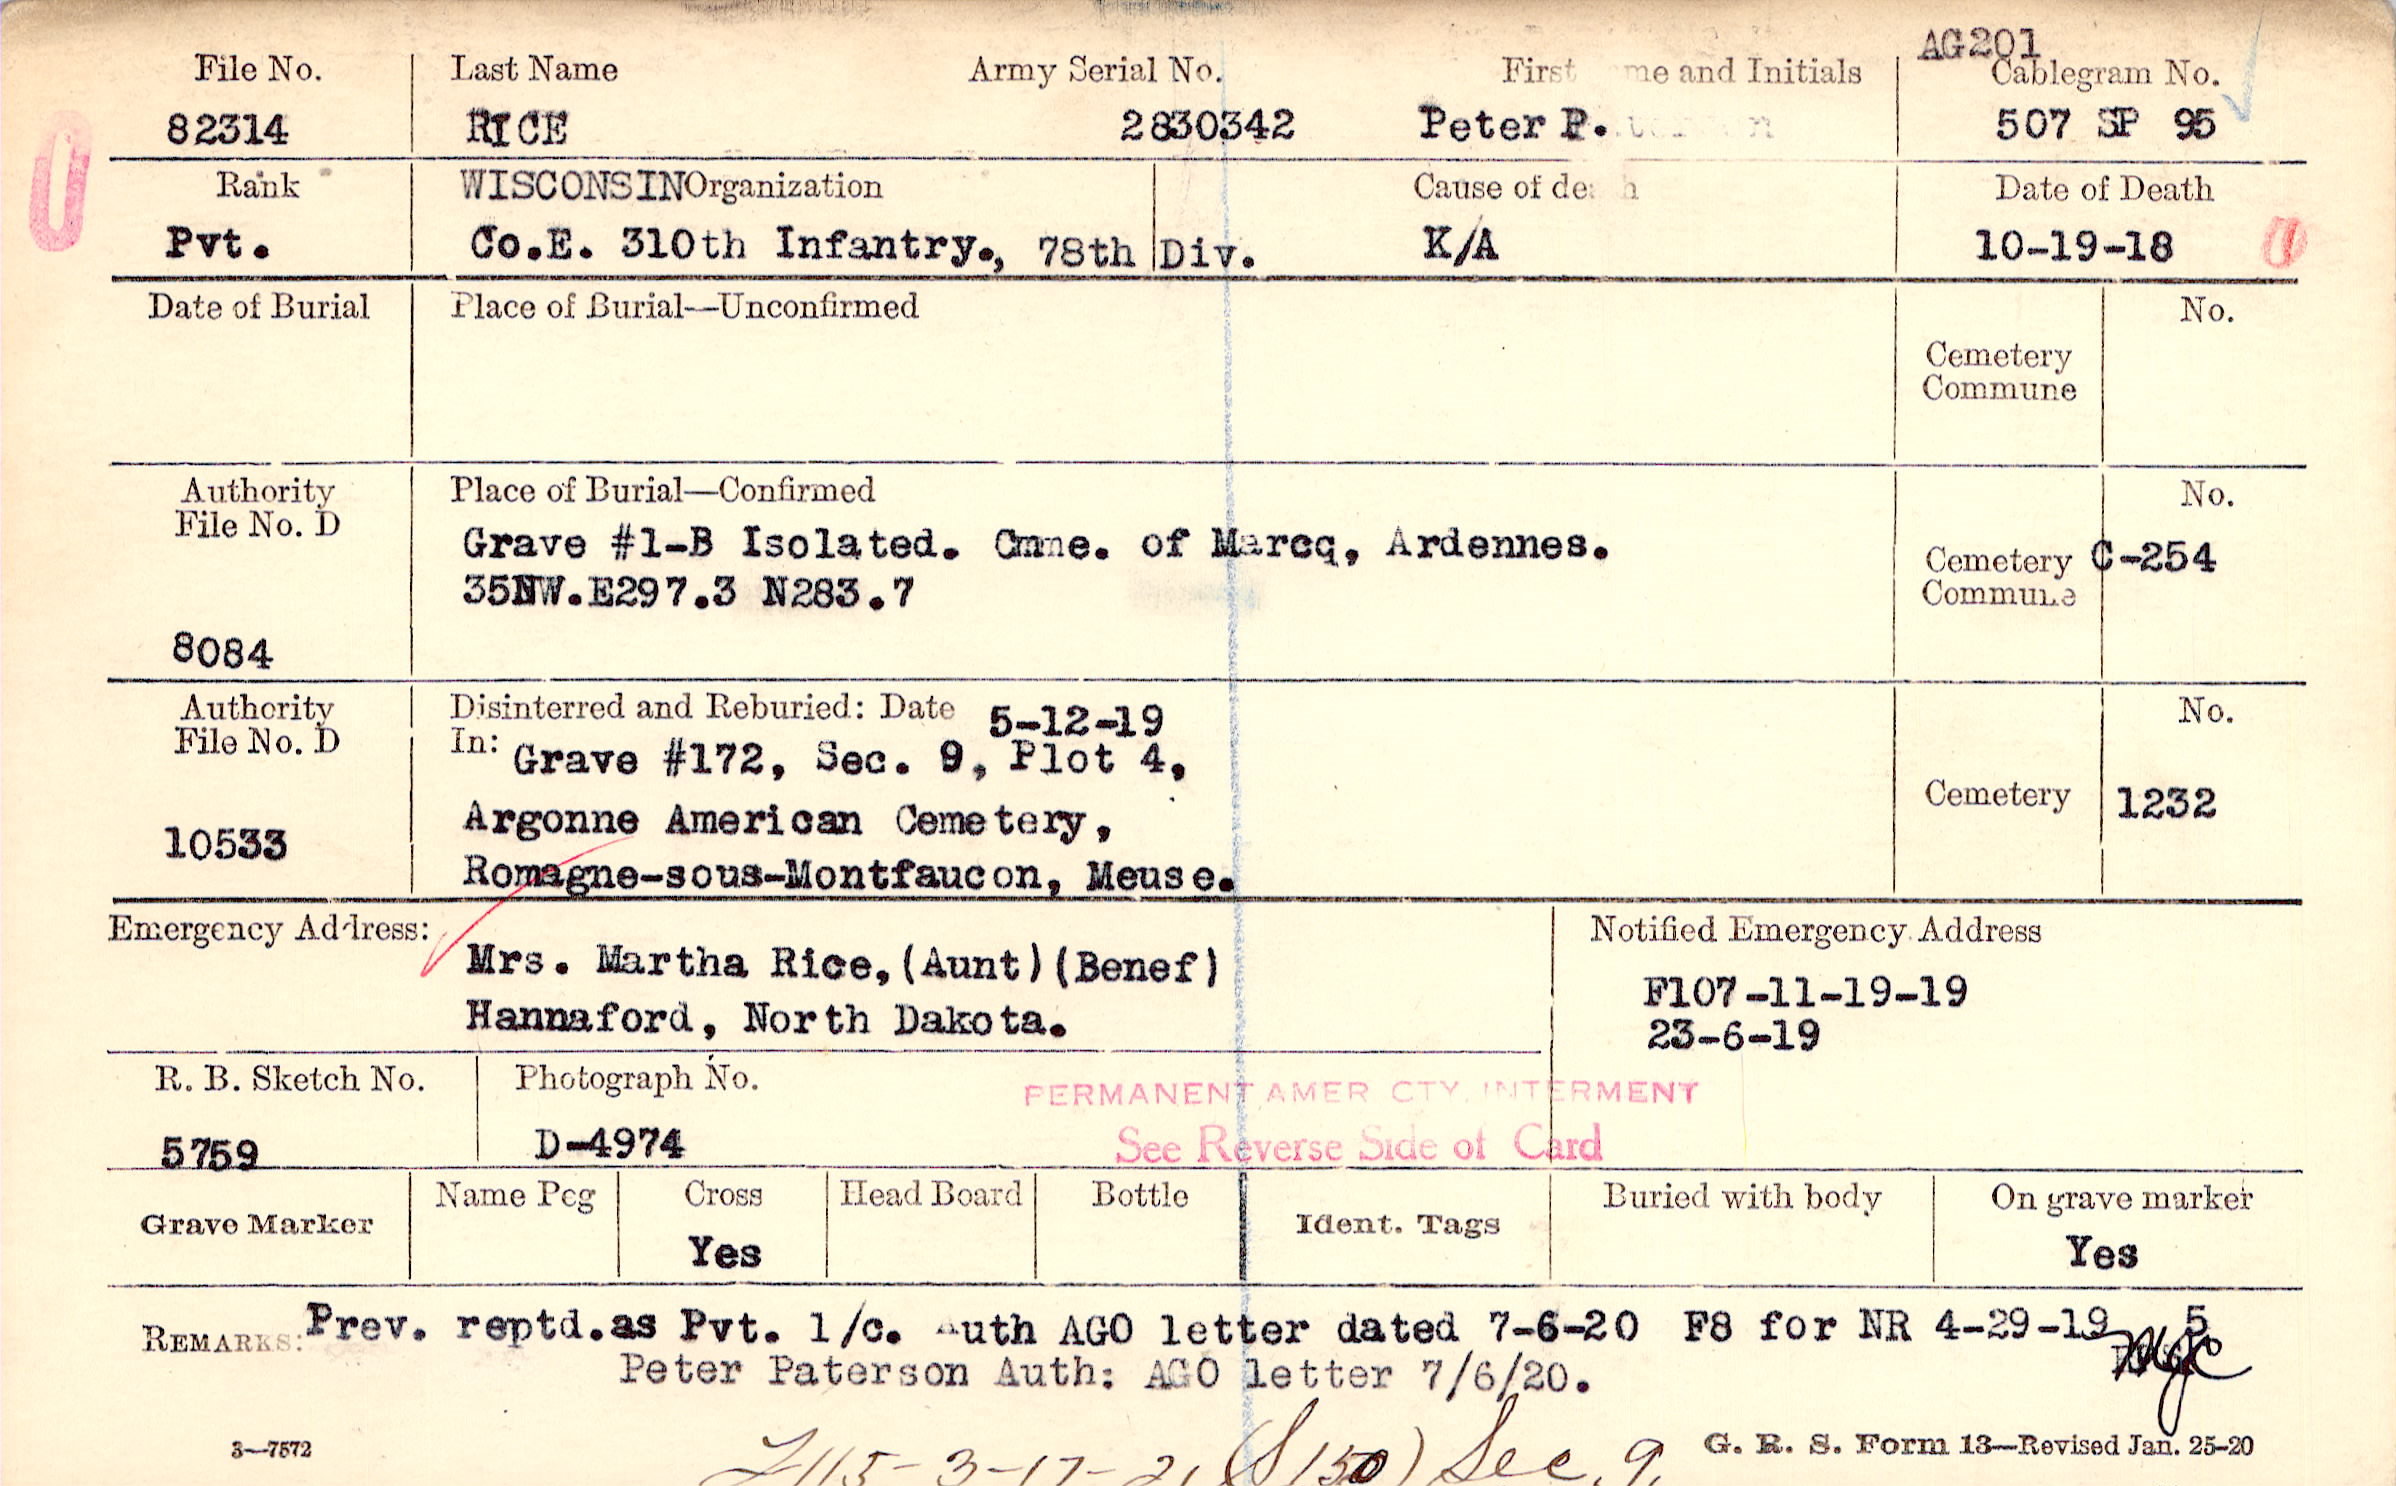 AG201
File No. Last Name Army Serial No. First me and Initials Cablegram No.
82314 RICE 2830342 Peter P. 507 SP 95
Rank WISCONSIN Organization Cause of de h Date of Death
Pvt. Co.E. 310th Infantry., 78th Div. K/A 10-19-18
Date of Burial Place of Burial—Unconfirmed No.
Cemetery
Commune
Authority Place of Burial—Confirmed No.
File No. D
Grave #1-B Isolated. Cmne. of Marcq, Ardennes.
Cemetery C-254
35NW.E297.3 N283.7
Commune
8084
Authority Disinterred and Reburied: Date 5-12-19 No.
File No. D In: Grave #172, Sec. 9, Plot 4,
Cemetery 1232
Argonne American Cemetery,
10533
Romagne-sous-Montfaucon, Meuse.
Emergency Address: Notified Emergency Address
Mrs. Martha Rice,(Aunt)(Benef)
F107-11-19-19
Hannaford, North Dakota.
23-6-19
R. B. Sketch No. Photograph No.
PERMANENT AMER CTY. INTERMENT
5759 D-4974 See Reverse Side of Card
Name Peg Cross Head Board Bottle Buried with body On grave marker
Grave Marker Ident. Tags
Yes Yes
REMARKS: Prev. reptd.as Pvt. 1/c. Auth AGO letter dated 7-6-20 F8 for NR 4-29-19 5
Peter Paterson Auth: AGO letter 7/6/20.
3—7572 G. R. S. Form 13—Revised Jan. 25-20
3-17-21 (S150) Sec. 9.